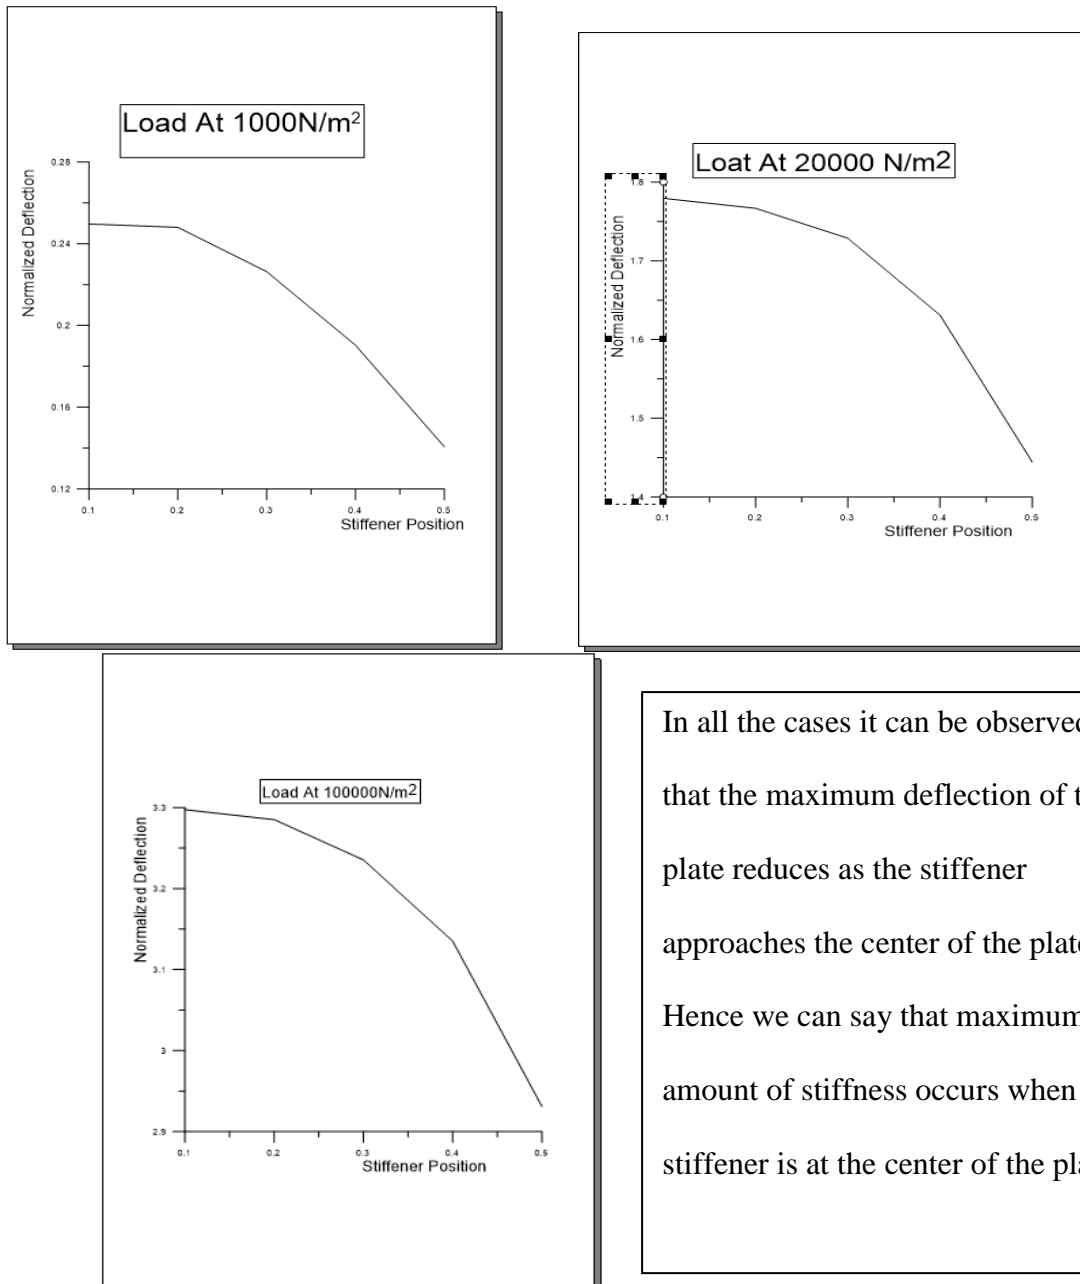 Load At 1000N/m²
Normalized Deflection
0.28
0.24
0.2
0.16
0.12
0.1 0.2 0.3 0.4 0.5
Stiffener Position
Loat At 20000 N/m2
Normalized Deflection
1.8
1.7
1.6
1.5
1.4
0.1 0.2 0.3 0.4 0.5
Stiffener Position
Load At 100000N/m2
Normalized Deflection
3.3
3.2
3.1
3
2.9
0.1 0.2 0.3 0.4 0.5
Stiffener Position
In all the cases it can be observed
that the maximum deflection of
plate reduces as the stiffener
approaches the center of the plate
Hence we can say that maximum
amount of stiffness occurs when
stiffener is at the center of the